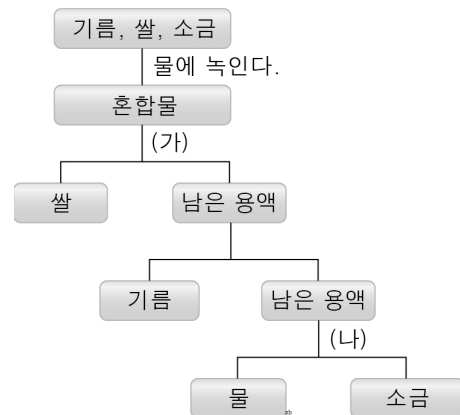 기름, 쌀, 소금
물에 녹인다.
혼합물
(가)
쌀
남은 용액
기름
남은 용액
(나)
물
소금